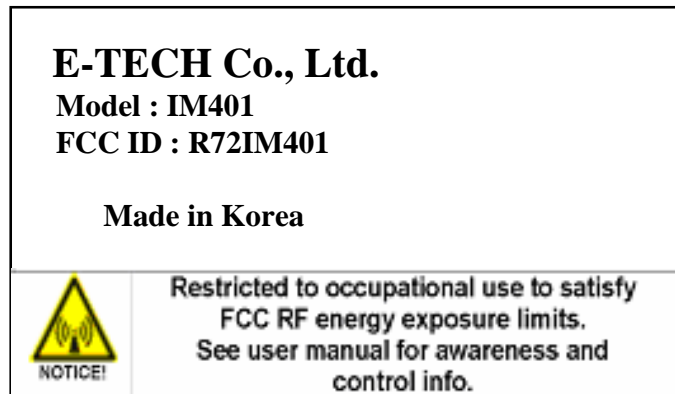 E-TECH Co., Ltd.
Model : IM401
FCC ID : R72IM401
Made in Korea
NOTICE!
Restricted to occupational use to satisfy
FCC RF energy exposure limits.
See user manual for awareness and
control info.